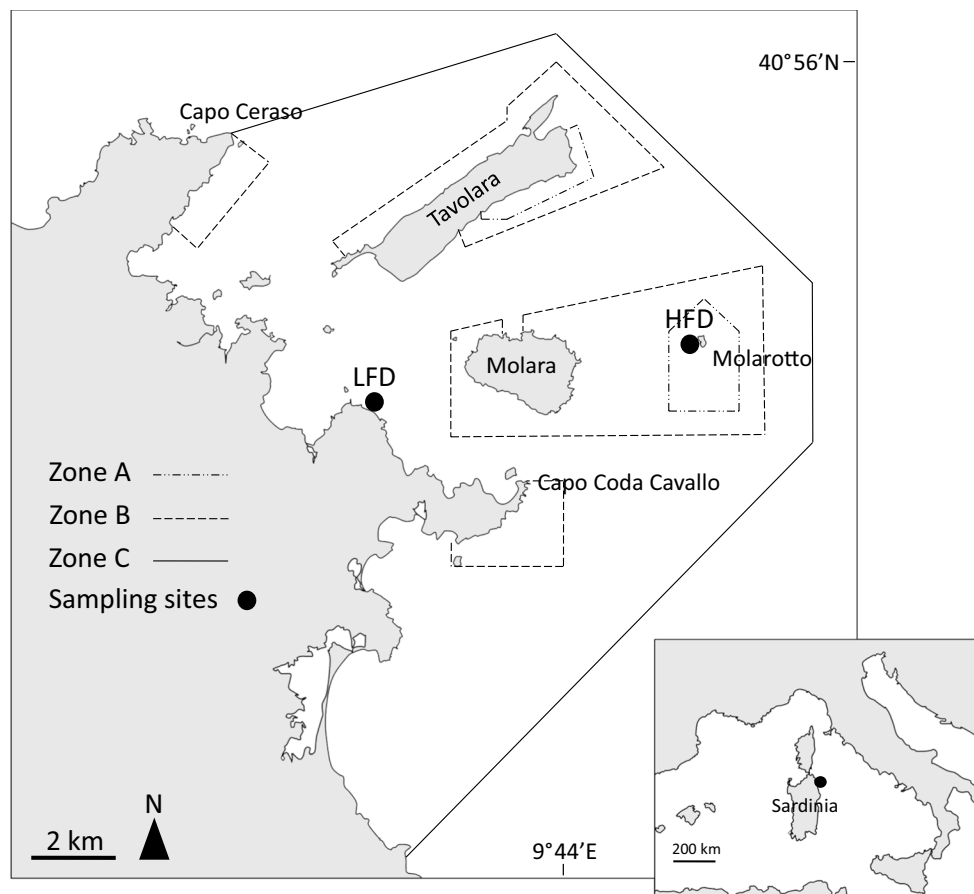 40°56’N
Capo Ceraso
Tavolara
HFD
Molarotto
Molara
LFD
Capo Coda Cavallo
Zone A
Zone B
Zone C
Sampling sites
N
2 km
9°44’E
Sardinia
200 km